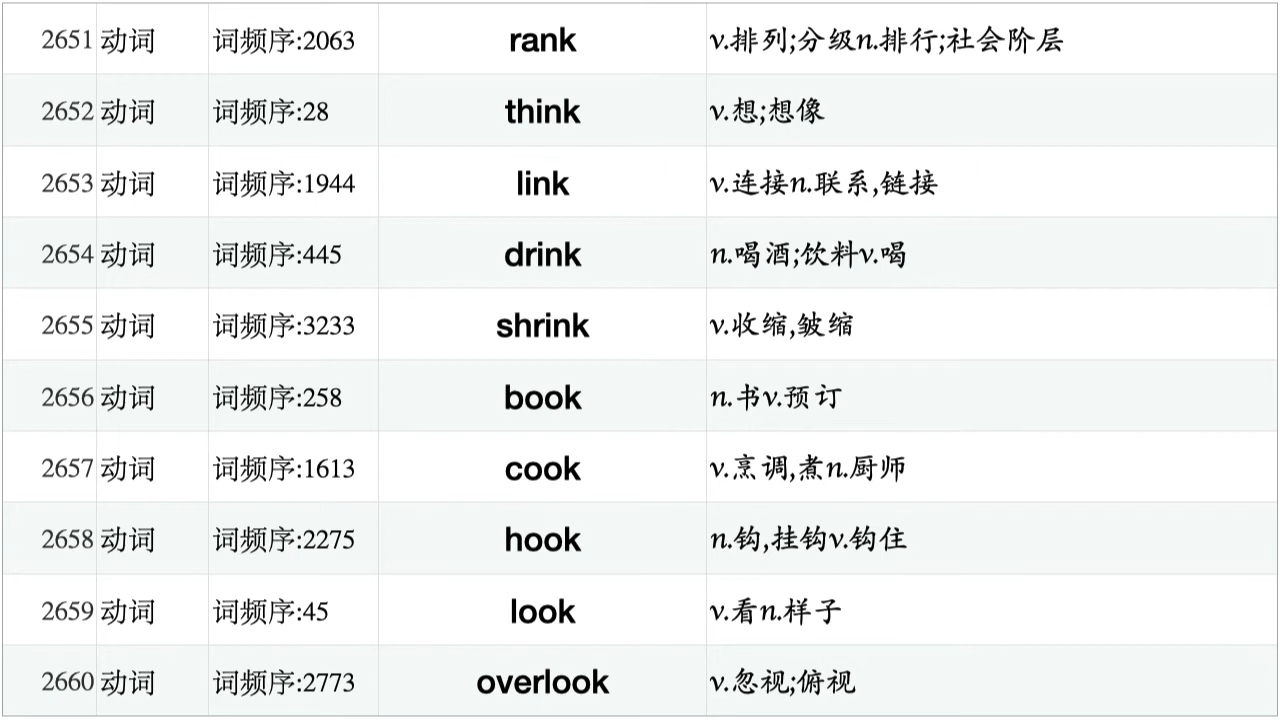 2651 动词 词频序:2063 rank v.排列;分级n.排行;社会阶层
2652 动词 词频序:28 think v.想;想像
2653 动词 词频序:1944 link v.连接n.联系,链接
2654 动词 词频序:445 drink n.喝酒;饮料v.喝
2655 动词 词频序:3233 shrink v.收缩,皱缩
2656 动词 词频序:258 book n.书v.预订
2657 动词 词频序:1613 cook v.烹调,煮n.厨师
2658 动词 词频序:2275 hook n.钩,挂钩v.钩住
2659 动词 词频序:45 look v.看n.样子
2660 动词 词频序:2773 overlook v.忽视;俯视